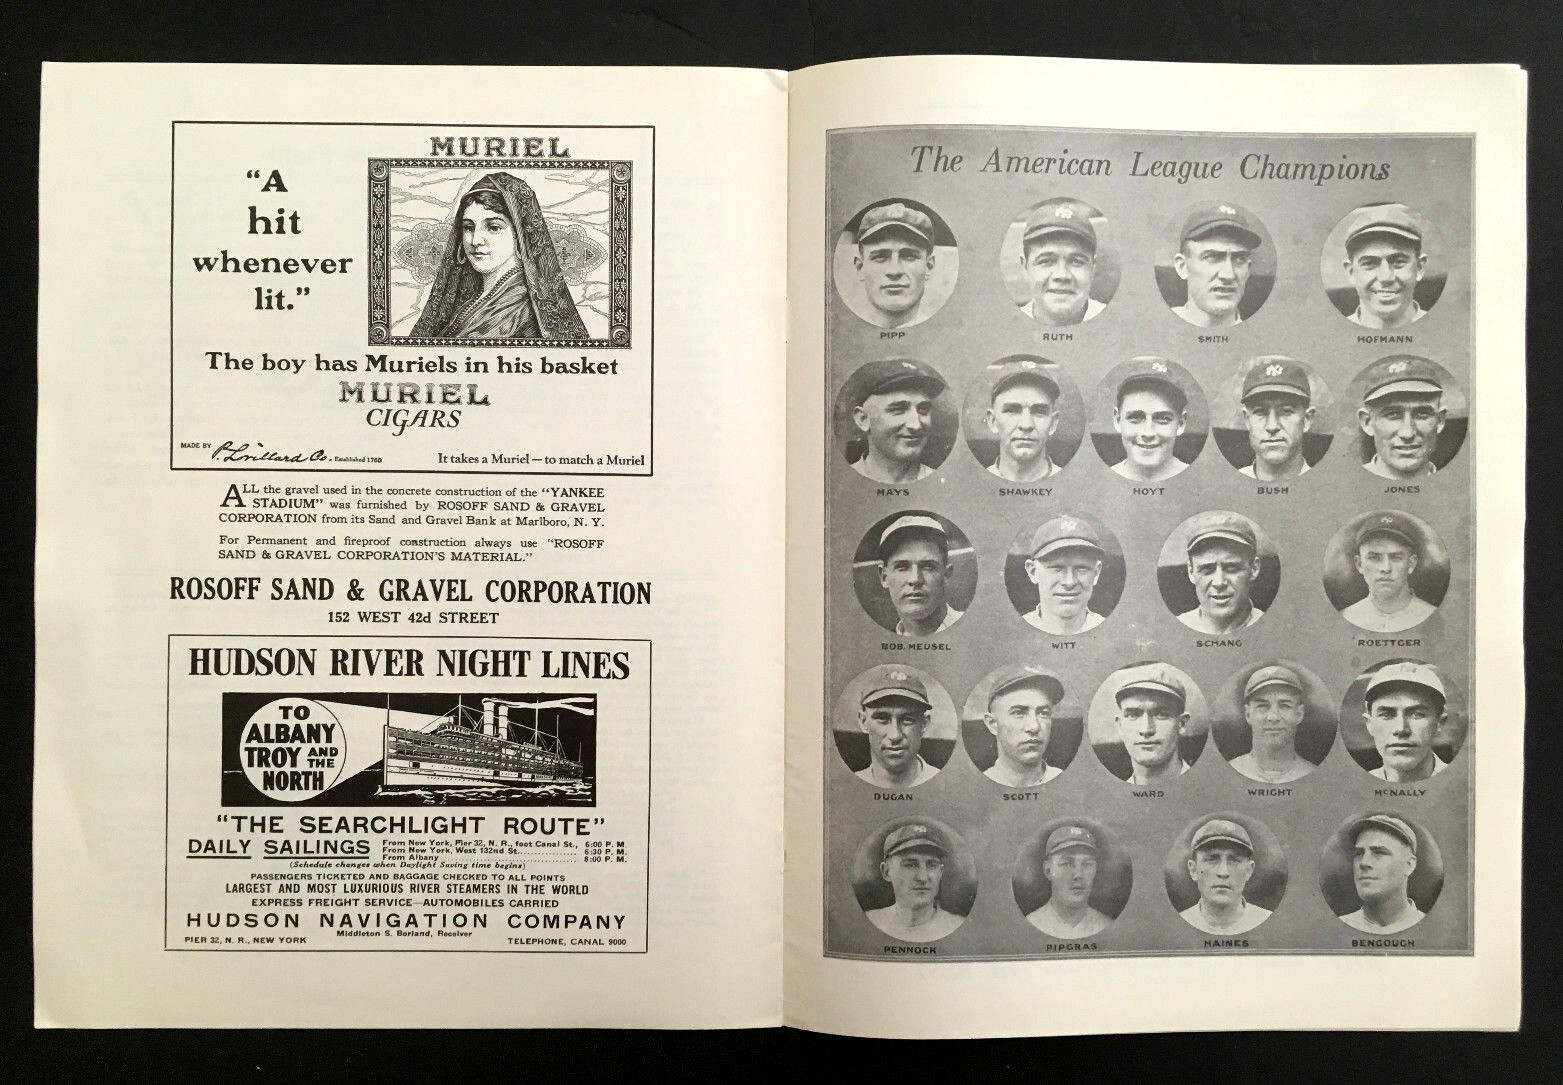 MURIEL
"A
hit
whenever
lit."
The boy has Muriels in his basket
MURIEL
CIGARS
MADE BY P. Lorillard Co. Established 1760
It takes a Muriel — to match a Muriel
ALL the gravel used in the concrete construction of the "YANKEE
STADIUM" was furnished by ROSOFF SAND & GRAVEL
CORPORATION from its Sand and Gravel Bank at Marlboro, N. Y.
For Permanent and fireproof construction always use "ROSOFF
SAND & GRAVEL CORPORATION'S MATERIAL."
ROSOFF SAND & GRAVEL CORPORATION
152 WEST 42d STREET
HUDSON RIVER NIGHT LINES
TO
ALBANY
TROY AND THE
NORTH
"THE SEARCHLIGHT ROUTE"
DAILY SAILINGS
From New York, Pier 32, N. R., foot Canal St., 6:00 P. M
From New York, West 132nd St. 6:30 P. M.
From Albany 8:00 P. M.
(Schedule changes when Daylight Saving time begins)
PASSENGERS TICKETED AND BAGGAGE CHECKED TO ALL POINTS
LARGEST AND MOST LUXURIOUS RIVER STEAMERS IN THE WORLD
EXPRESS FREIGHT SERVICE—AUTOMOBILES CARRIED
HUDSON NAVIGATION COMPANY
Middleton S. Borland, Receiver
PIER 32, N. R., NEW YORK
TELEPHONE, CANAL 9000
The American League Champions
PIPP
RUTH
SMITH
HOFMANN
MAYS
SHAWKEY
HOYT
BUSH
JONES
BOB. MEUSEL
WITT
SCHANG
ROETTGER
DUGAN
SCOTT
WARD
WRIGHT
McNALLY
PENNOCK
PIPGRAS
HAINES
BENGOUGH